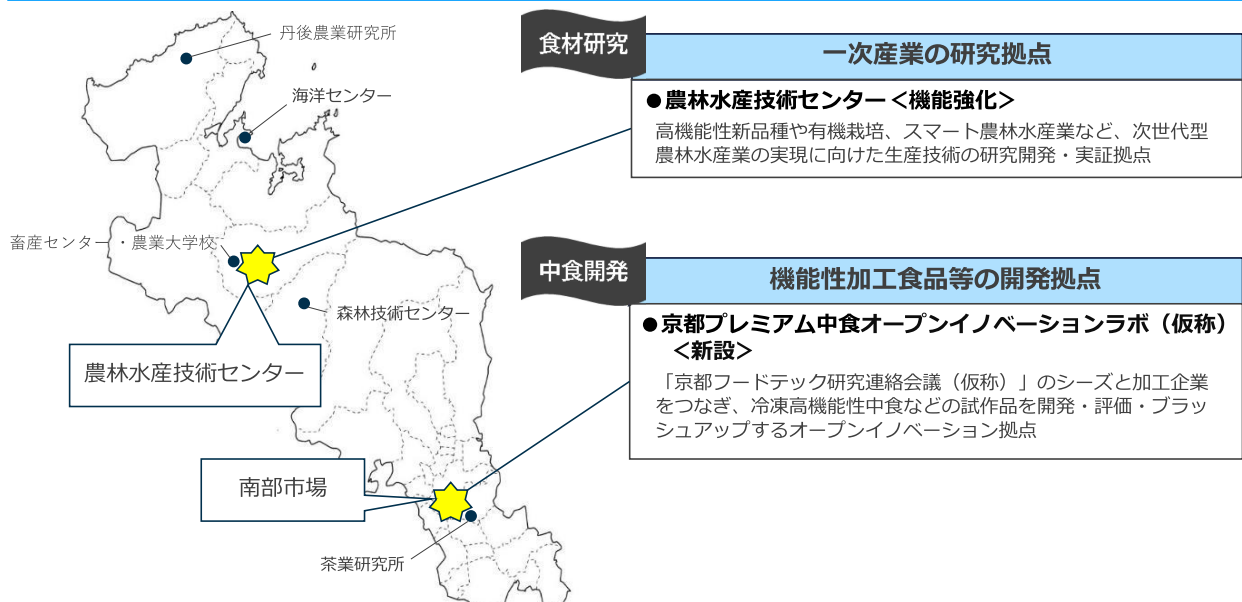 丹後農業研究所
海洋センター
畜産センター・農業大学校
森林技術センター
農林水産技術センター
南部市場
茶業研究所
食材研究
一次産業の研究拠点
●農林水産技術センター＜機能強化＞
高機能性新品種や有機栽培、スマート農林水産業など、次世代型
農林水産業の実現に向けた生産技術の研究開発・実証拠点
中食開発
機能性加工食品等の開発拠点
●京都プレミアム中食オープンイノベーションラボ（仮称）
＜新設＞
「京都フードテック研究連絡会議（仮称）」のシーズと加工企業
をつなぎ、冷凍高機能性中食などの試作品を開発・評価・ブラッ
シュアップするオープンイノベーション拠点